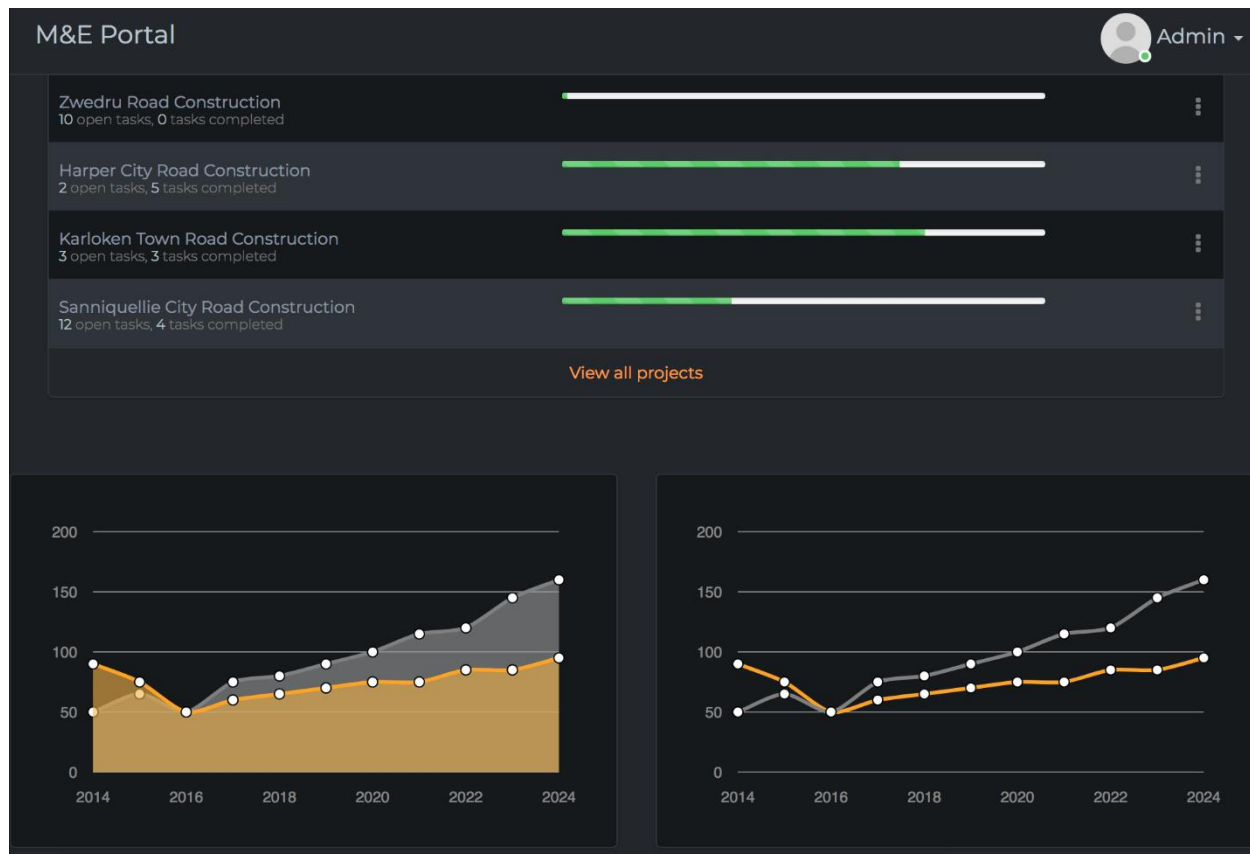 M&E Portal
Admin
Zwedru Road Construction
10 open tasks, 0 tasks completed
Harper City Road Construction
2 open tasks, 5 tasks completed
Karloken Town Road Construction
3 open tasks, 3 tasks completed
Sanniquellie City Road Construction
12 open tasks, 4 tasks completed
View all projects
200
150
100
50
0
2014 2016 2018 2020 2022 2024
200
150
100
50
0
2014 2016 2018 2020 2022 2024